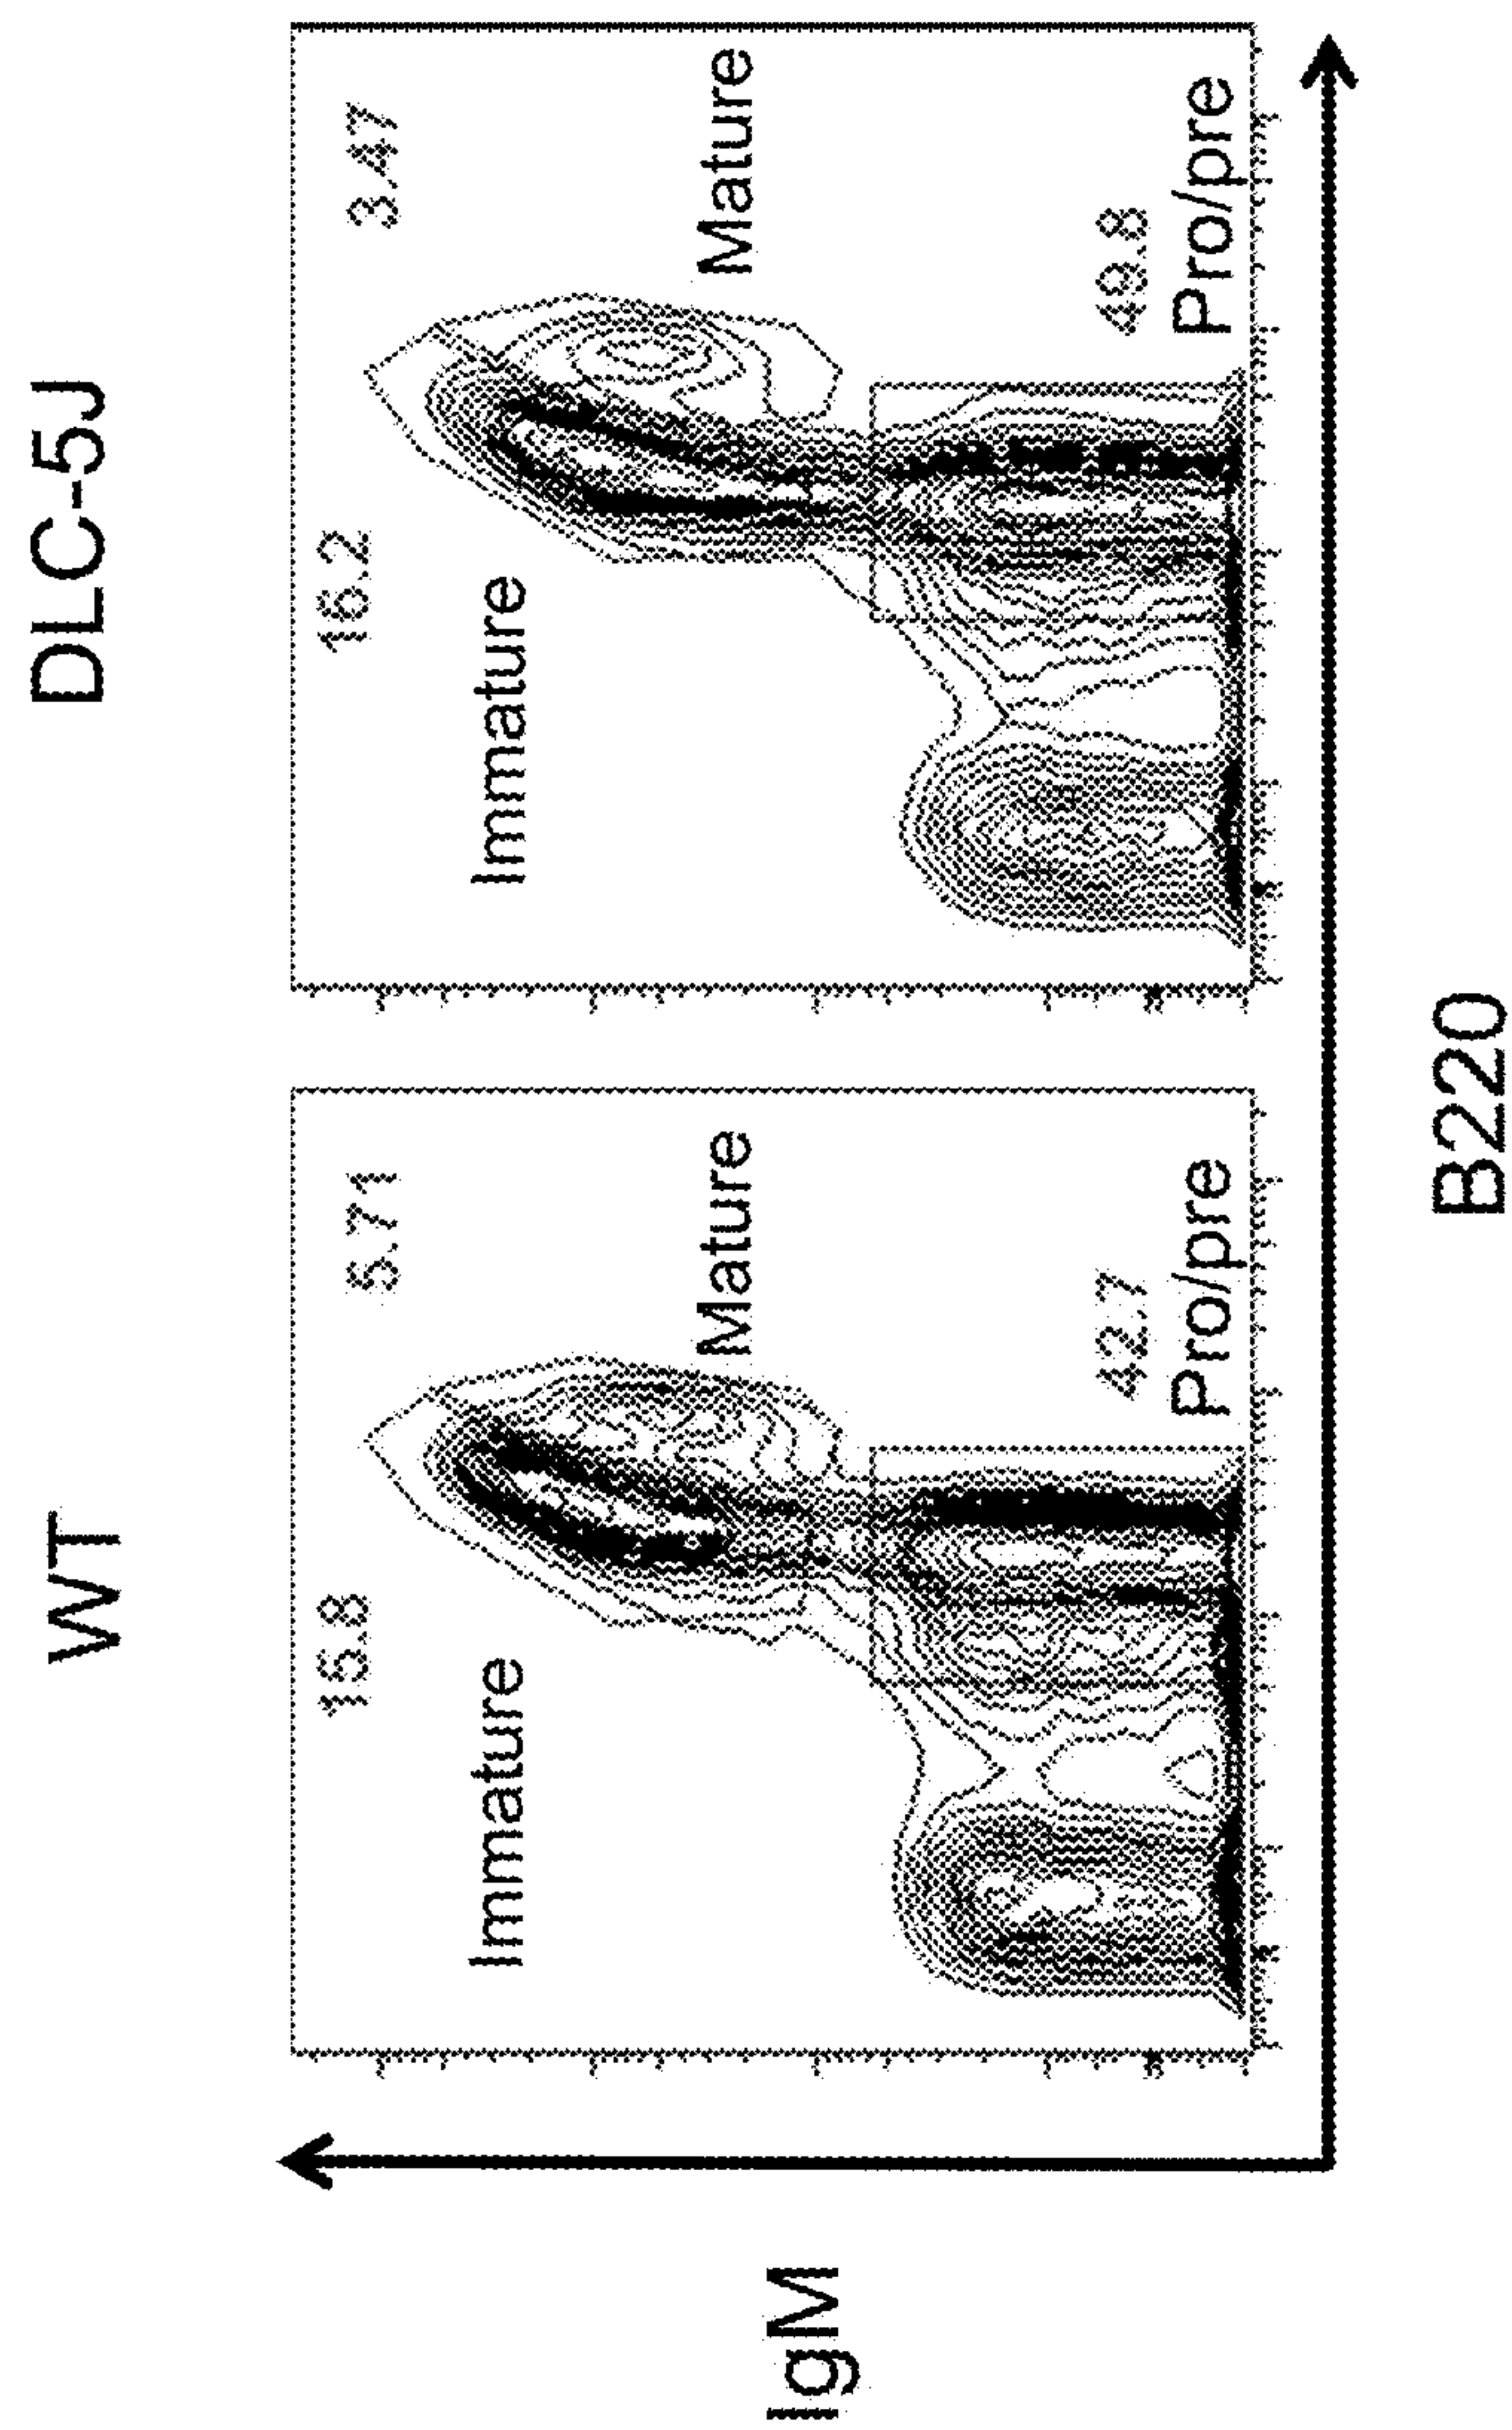 WT
DLC-5J
15.8
5.71
Immature
Mature
42.7
Pro/pre
16.2
3.47
Immature
Mature
49.8
Pro/pre
IgM
B220